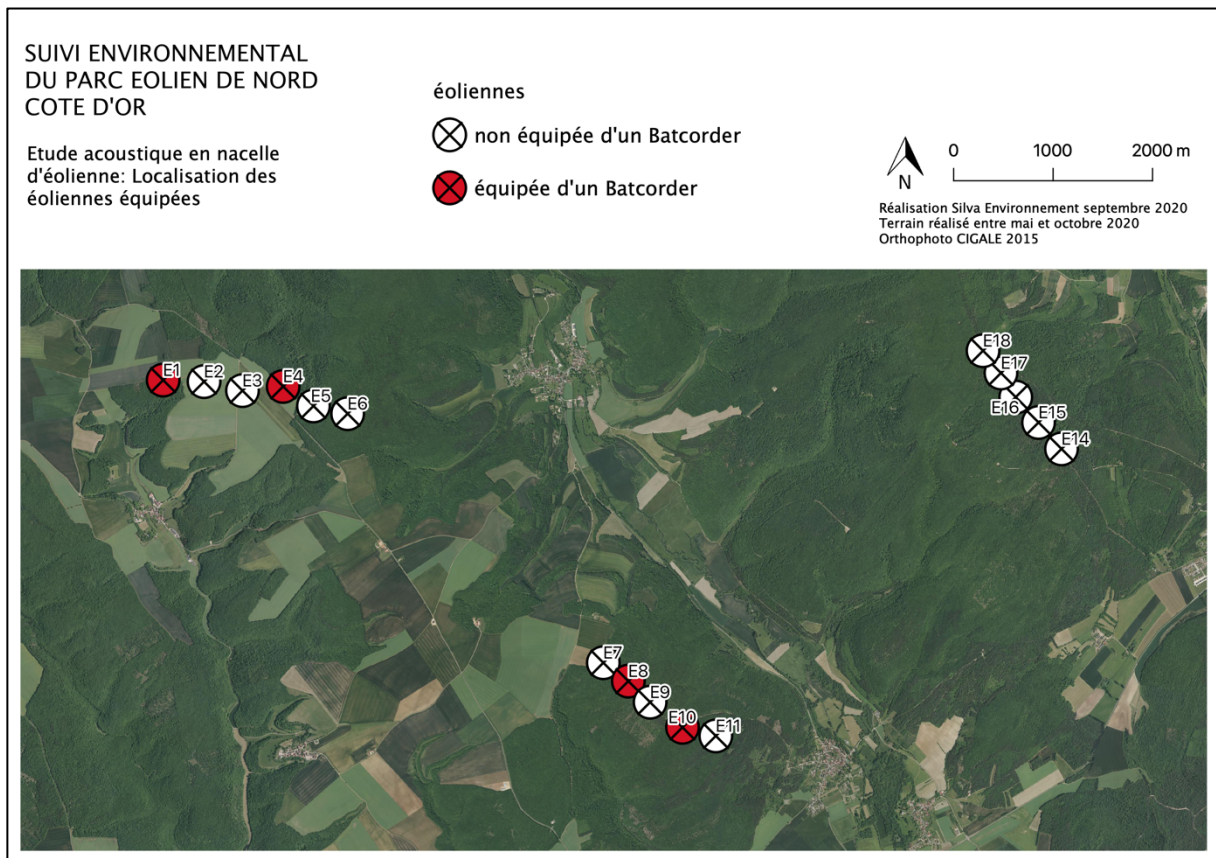 SUIVI ENVIRONNEMENTAL
DU PARC EOLIEN DE NORD
COTE D'OR
Etude acoustique en nacelle
d'éolienne: Localisation des
éoliennes équipées
éoliennes
non équipée d'un Batcorder
équipée d'un Batcorder
N
0 1000 2000 m
Réalisation Silva Environnement septembre 2020
Terrain réalisé entre mai et octobre 2020
Orthophoto CIGALE 2015
E1
E2
E3
E4
E5
E6
E18
E17
E16
E15
E14
E7
E8
E9
E10
E11